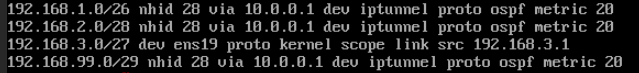 192.168.1.0/26 nhid 28 via 10.0.0.1 dev iptunnel proto ospf metric 20
192.168.2.0/28 nhid 28 via 10.0.0.1 dev iptunnel proto ospf metric 20
192.168.3.0/27 dev ens19 proto kernel scope link src 192.168.3.1
192.168.99.0/29 nhid 28 via 10.0.0.1 dev iptunnel proto ospf metric 20